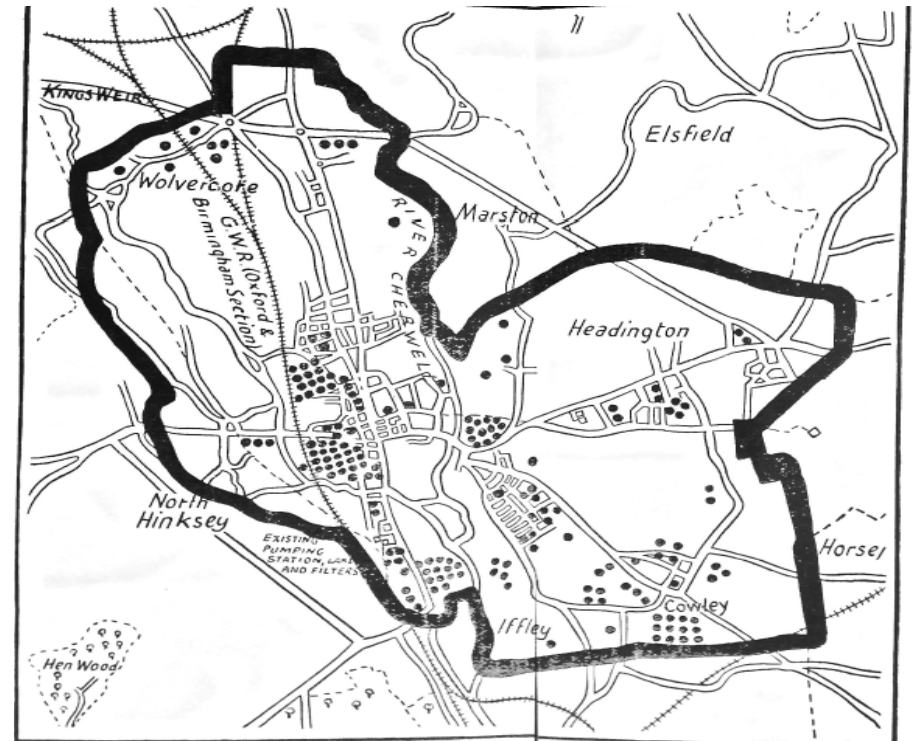 KINGS WEIR
Elsfield
Wolvercote
Marston
RIVER CHERWELL
G.W.R. (Oxford &
Birmingham Section)
Headington
North
Hinksey
EXISTING
PUMPING
STATION, LAKE
AND FILTERS
Horse
Cowley
Iffley
Hen Wood